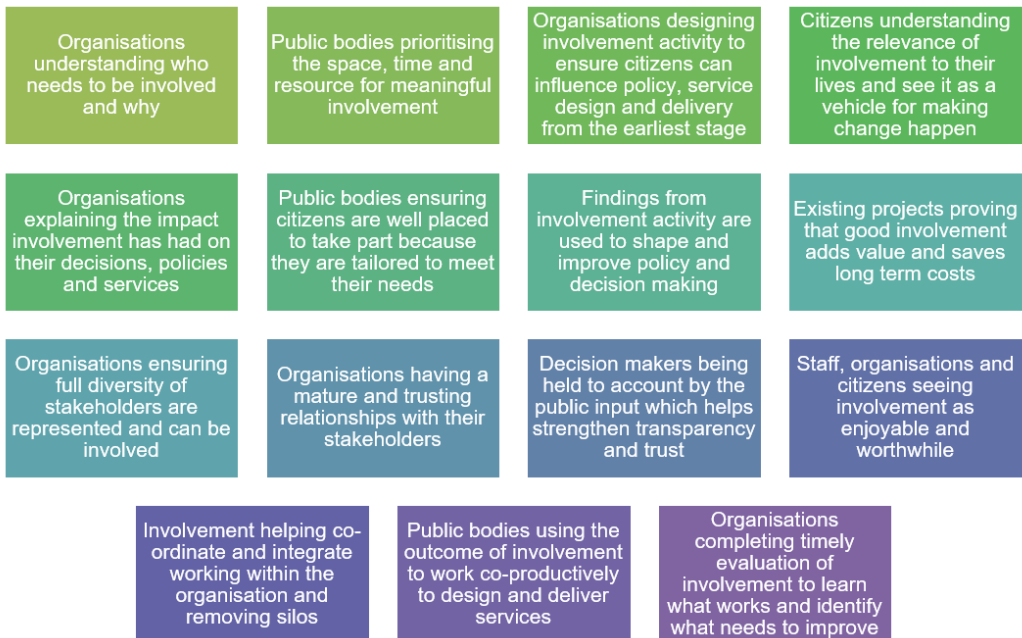 Organisations
understanding who
needs to be involved
and why
Public bodies prioritising
the space, time and
resource for meaningful
involvement
Organisations designing
involvement activity to
ensure citizens can
influence policy, service
design and delivery
from the earliest stage
Citizens understanding
the relevance of
involvement to their
lives and see it as a
vehicle for making
change happen
Organisations
explaining the impact
involvement has had on
their decisions, policies
and services
Public bodies ensuring
citizens are well placed
to take part because
they are tailored to meet
their needs
Findings from
involvement activity are
used to shape and
improve policy and
decision making
Existing projects proving
that good involvement
adds value and saves
long term costs
Organisations ensuring
full diversity of
stakeholders are
represented and can be
involved
Organisations having a
mature and trusting
relationships with their
stakeholders
Decision makers being
held to account by the
public input which helps
strengthen transparency
and trust
Staff, organisations and
citizens seeing
involvement as
enjoyable and
worthwhile
Involvement helping co-
ordinate and integrate
working within the
organisation and
removing silos
Public bodies using the
outcome of involvement
to work co-productively
to design and deliver
services
Organisations
completing timely
evaluation of
involvement to learn
what works and identify
what needs to improve